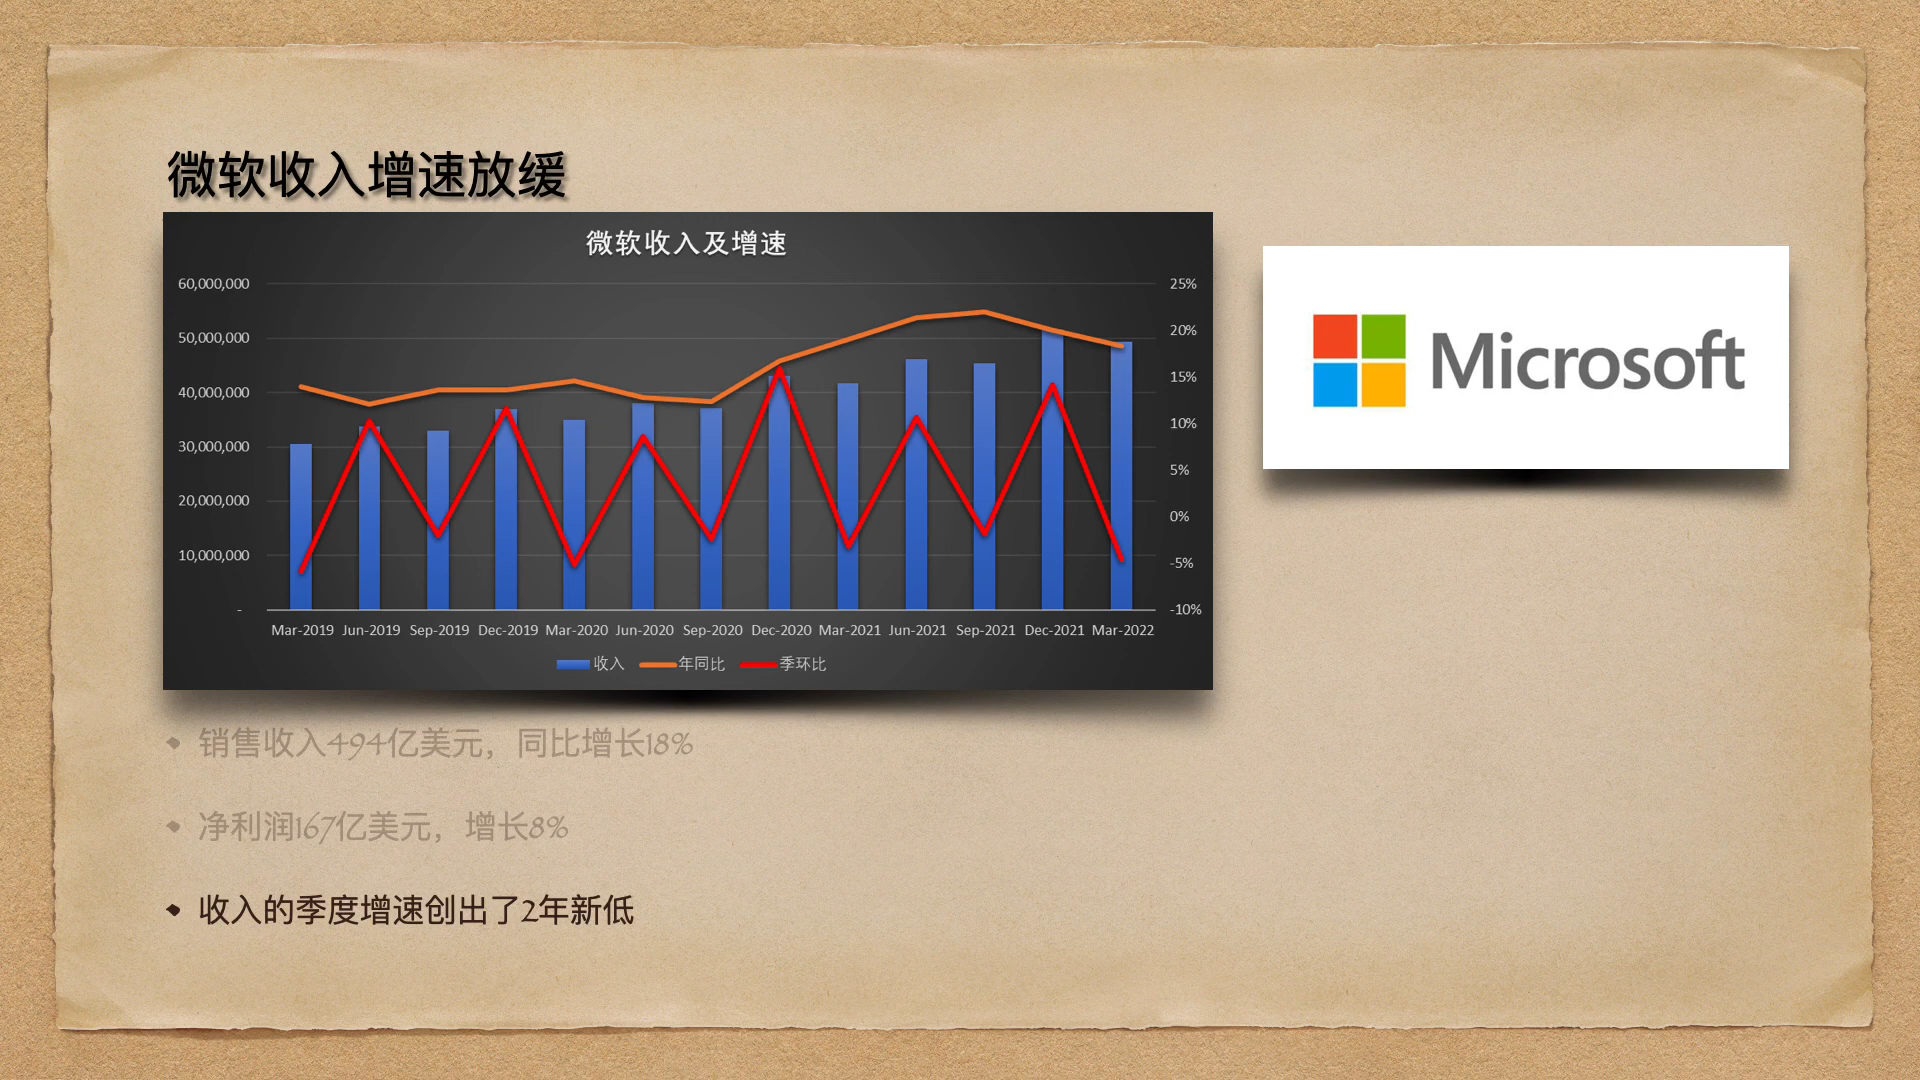 微软收入增速放缓
微软收入及增速
60,000,000
50,000,000
40,000,000
30,000,000
20,000,000
10,000,000
-
25%
20%
15%
10%
5%
0%
-5%
-10%
Mar-2019 Jun-2019 Sep-2019 Dec-2019 Mar-2020 Jun-2020 Sep-2020 Dec-2020 Mar-2021 Jun-2021 Sep-2021 Dec-2021 Mar-2022
收入 年同比 季环比
Microsoft
• 销售收入494亿美元，同比增长18%
• 净利润167亿美元，增长8%
• 收入的季度增速创出了2年新低